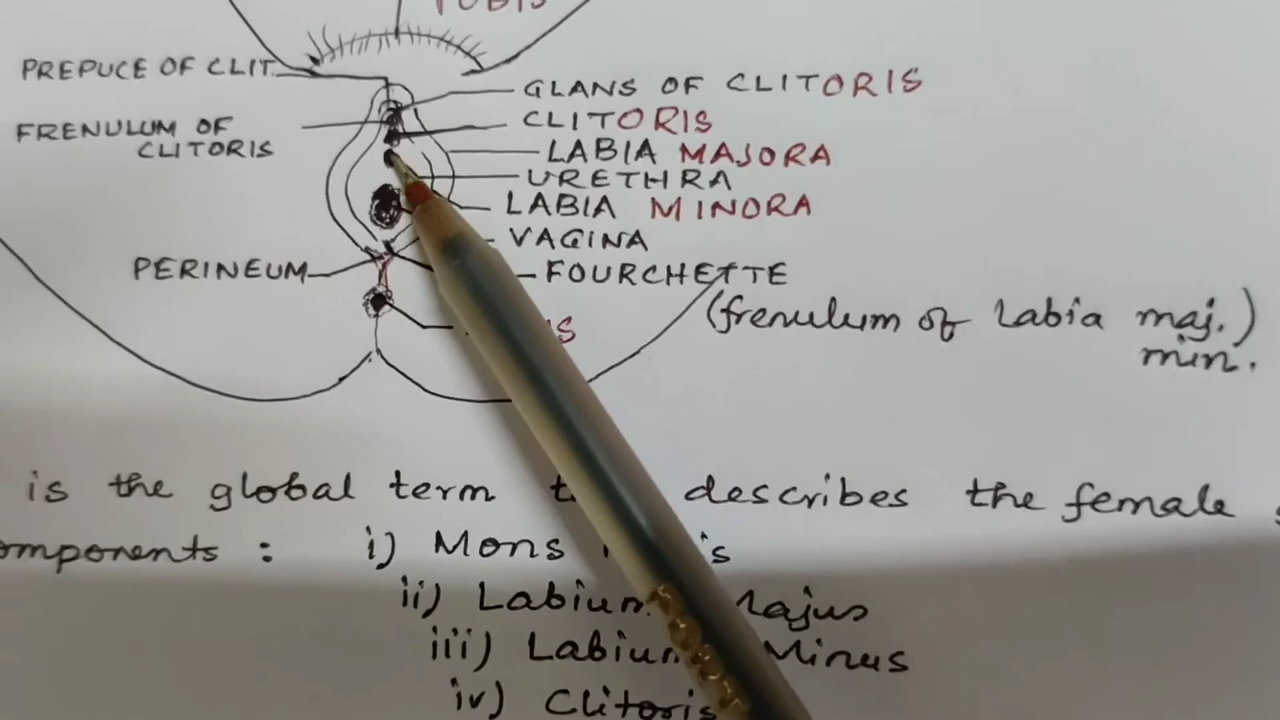 PREPUCE OF CLIT.
GLANS OF CLITORIS
FRENULUM OF
CLITORIS
CLITORIS
LABIA MAJORA
URETHRA
LABIA MINORA
VAGINA
PERINEUM
FOURCHETTE
(frenulum of Labia maj.)
min.
is the global term describes the female
i) Mons
ii) Labium Majus
iii) Labium Minus
iv) Clitoris